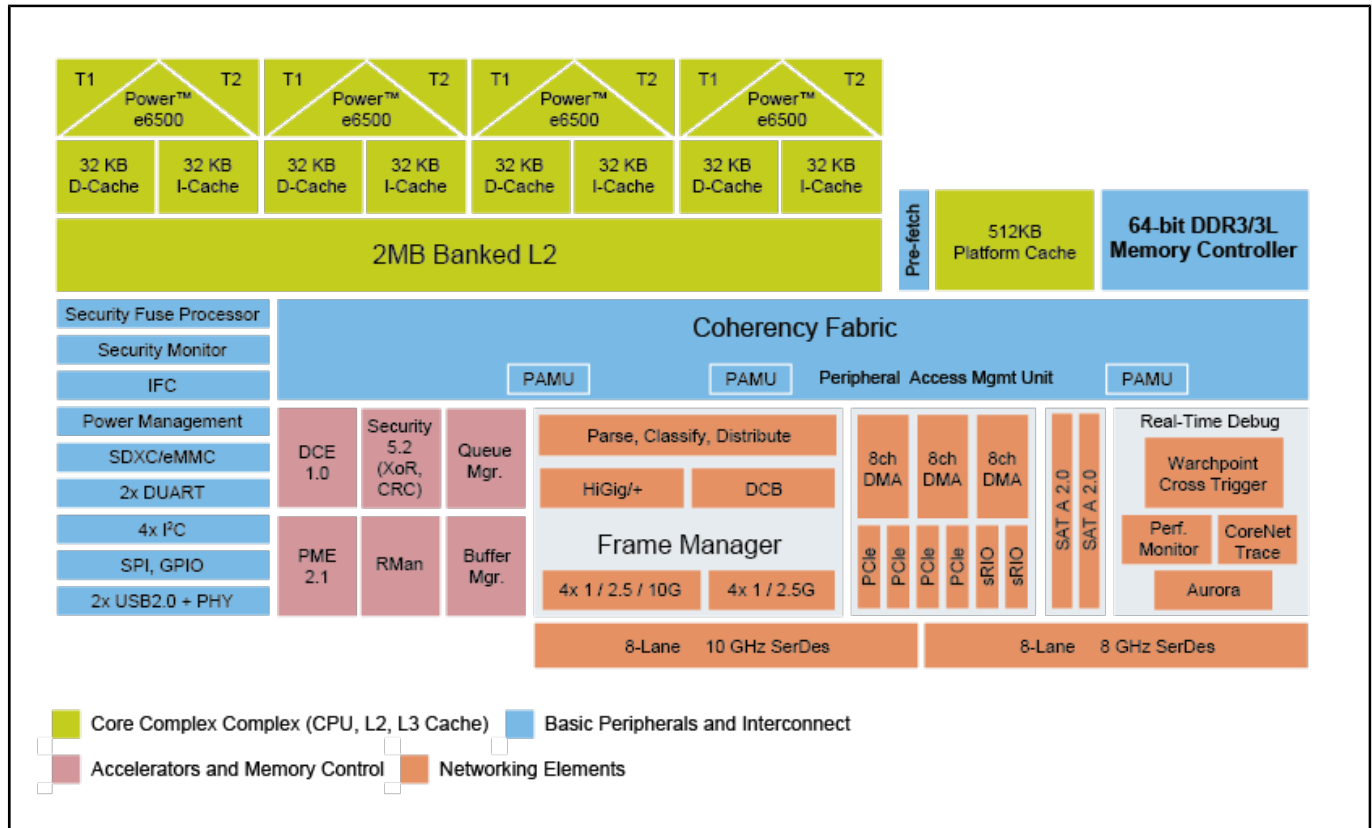 T1
T2
Power™
e6500
T1
T2
Power™
e6500
T1
T2
Power™
e6500
T1
T2
Power™
e6500
32 KB
D-Cache
32 KB
I-Cache
32 KB
D-Cache
32 KB
I-Cache
32 KB
D-Cache
32 KB
I-Cache
32 KB
D-Cache
32 KB
I-Cache
2MB Banked L2
Pre-fetch
512KB
Platform Cache
64-bit DDR3/3L
Memory Controller
Security Fuse Processor
Security Monitor
IFC
Power Management
SDXC/eMMC
2x DUART
4x I²C
SPI, GPIO
2x USB2.0 + PHY
Coherency Fabric
PAMU
PAMU
Peripheral Access Mgmt Unit
PAMU
DCE
1.0
Security
5.2
(XoR,
CRC)
Queue
Mgr.
PME
2.1
RMan
Buffer
Mgr.
Parse, Classify, Distribute
HiGig/+
DCB
Frame Manager
4x 1 / 2.5 / 10G
4x 1 / 2.5G
8ch
DMA
8ch
DMA
8ch
DMA
PCIe
PCIe
PCIe
PCIe
sRIO
sRIO
SAT A 2.0
SAT A 2.0
Real-Time Debug
Warchpoint
Cross Trigger
Perf.
Monitor
CoreNet
Trace
Aurora
8-Lane 10 GHz SerDes
8-Lane 8 GHz SerDes
Core Complex Complex (CPU, L2, L3 Cache)
Basic Peripherals and Interconnect
Accelerators and Memory Control
Networking Elements